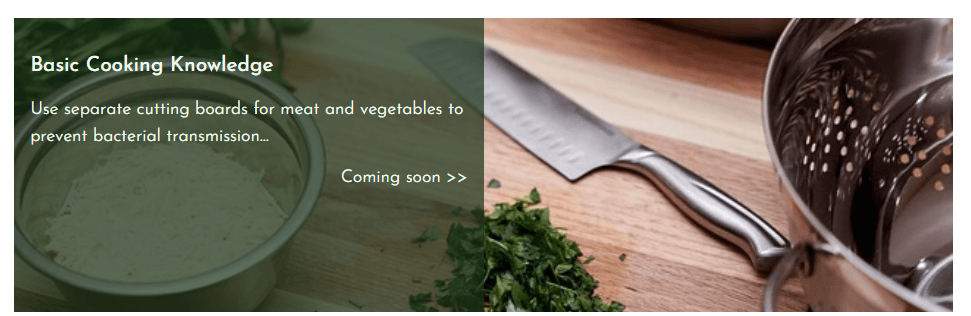 Basic Cooking Knowledge
Use separate cutting boards for meat and vegetables to
prevent bacterial transmission...
Coming soon >>